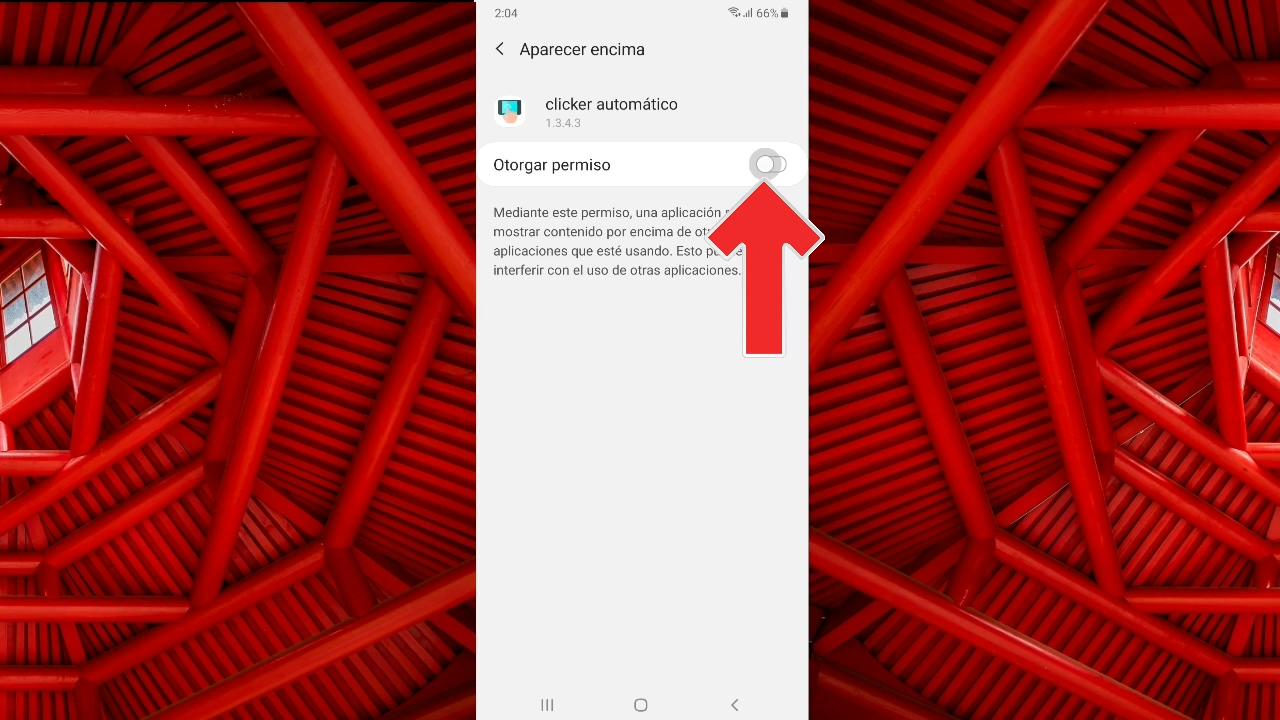 2:04
66%
Aparecer encima
clicker automático
1.3.4.3
Otorgar permiso
Mediante este permiso, una aplicación
mostrar contenido por encima de
aplicaciones que esté usando. Esto
interferir con el uso de otras aplicaciones.